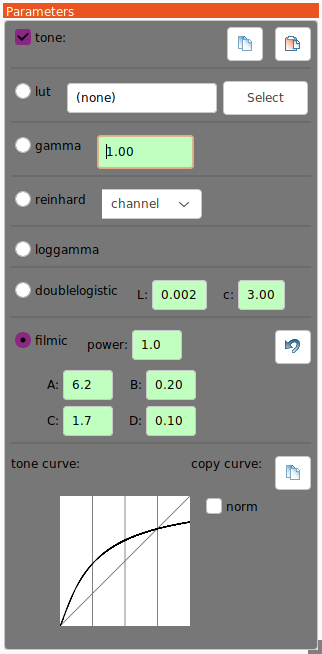 Parameters
tone:
lut (none) Select
gamma 1.00
reinhard channel
loggamma
doublelogistic L: 0.002 c: 3.00
filmic power: 1.0
A: 6.2 B: 0.20
C: 1.7 D: 0.10
tone curve: copy curve:
norm